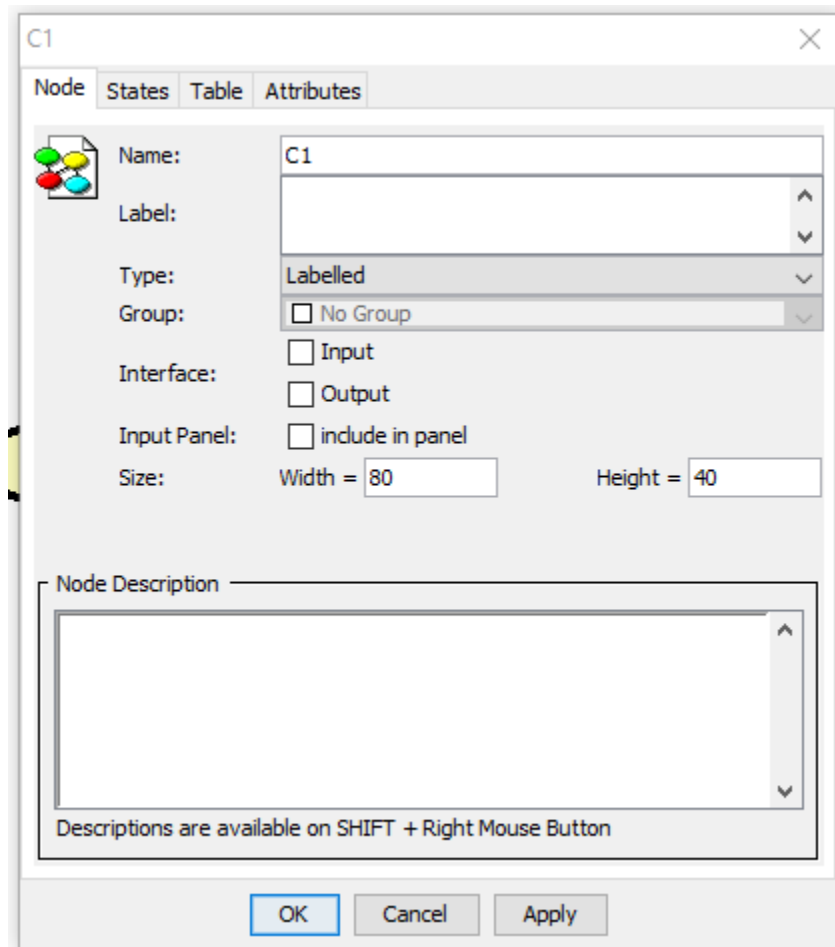 C1
Node States Table Attributes
Name: C1
Label:
Type: Labelled
Group: No Group
Interface: Input
Output
Input Panel: include in panel
Size: Width = 80 Height = 40
Node Description
Descriptions are available on SHIFT + Right Mouse Button
OK Cancel Apply